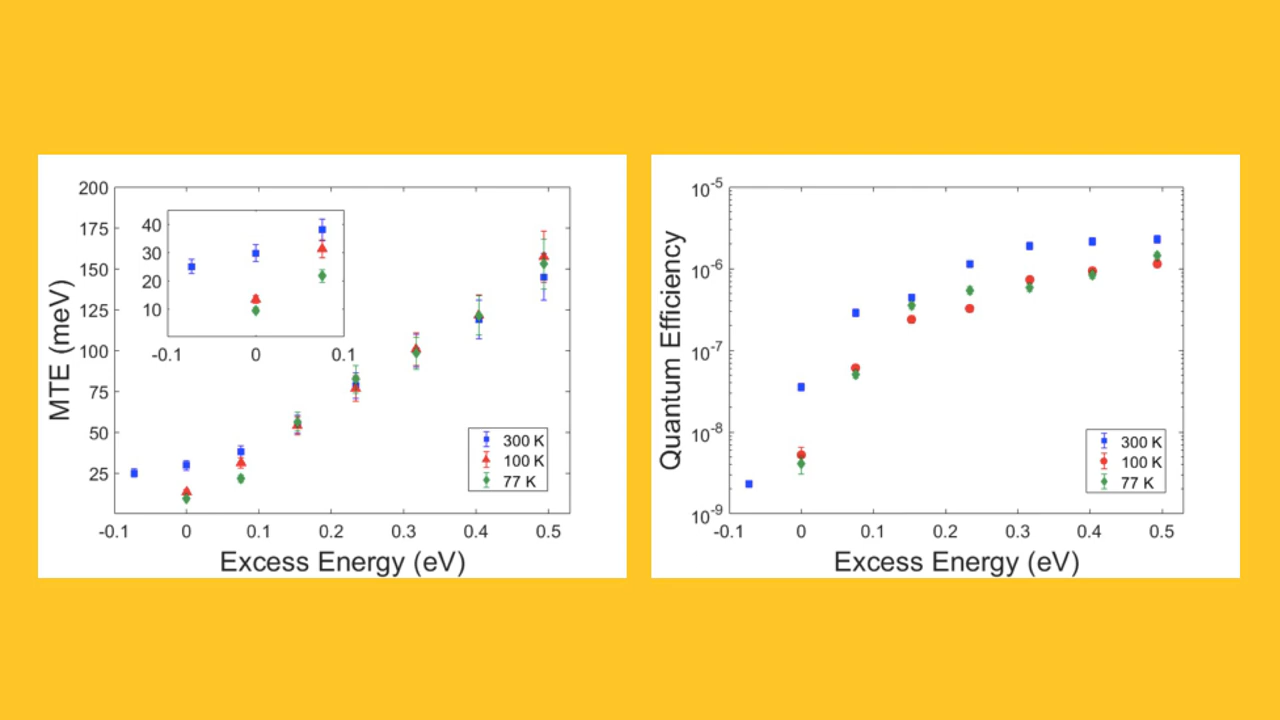 200
175
150
125
100
75
50
25
MTE (meV)
40
30
20
10
-0.1 0 0.1
300 K
100 K
77 K
-0.1 0 0.1 0.2 0.3 0.4 0.5
Excess Energy (eV)
10-5
10-6
10-7
10-8
10-9
Quantum Efficiency
300 K
100 K
77 K
-0.1 0 0.1 0.2 0.3 0.4 0.5
Excess Energy (eV)